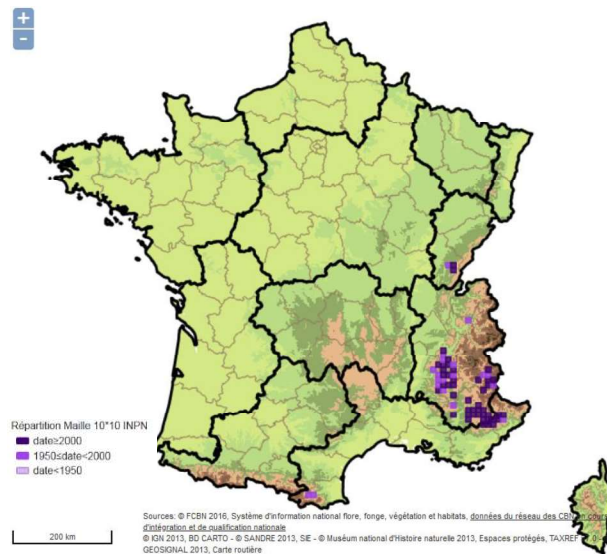 +
-
Répartition Maille 10*10 INPN
date≥2000
1950≤date<2000
date<1950
200 km
Sources: © FCBN 2016, Système d'information national flore, fonge, végétation et habitats, données du réseau des CBN en cours
d'intégration et de qualification nationale
© IGN 2013, BD CARTO - © SANDRE 2013, SIE - © Muséum national d'Histoire naturelle 2013, Espaces protégés, TAXREF
GEOSIGNAL 2013, Carte routière